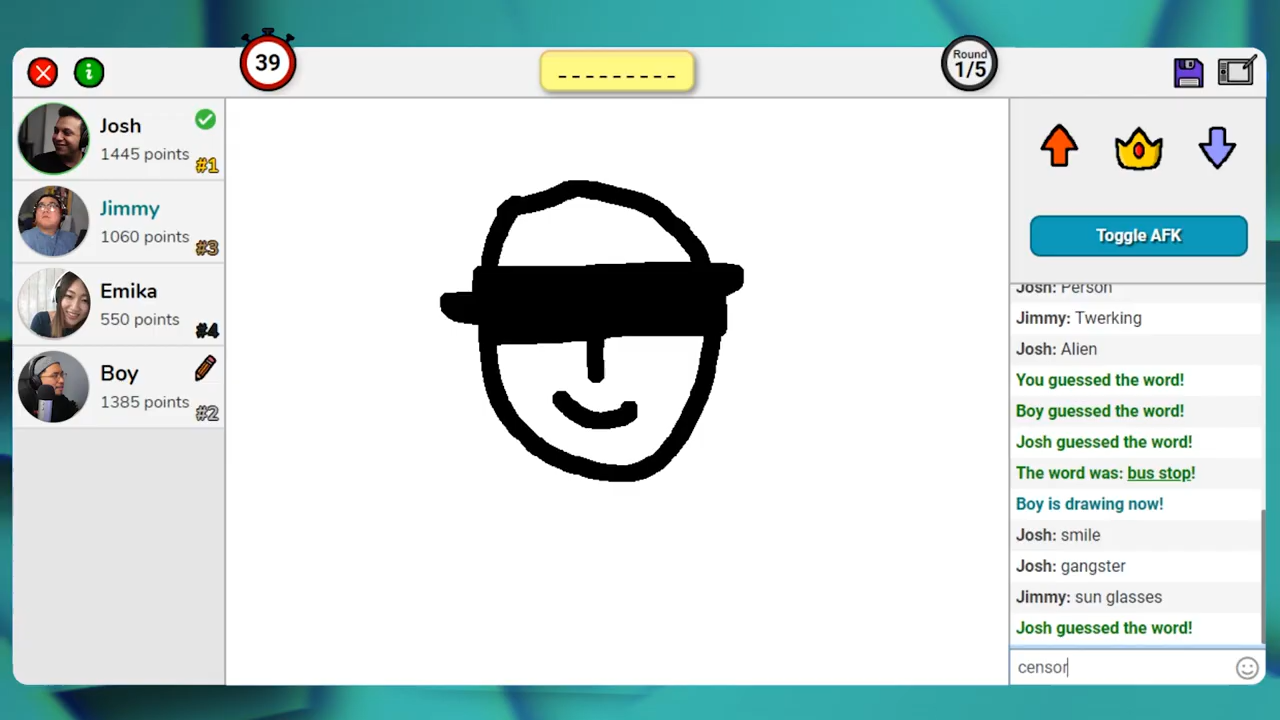 39
_ _ _ _ _ _ _ _ _
Round
1/5
Josh
1445 points
#1
Jimmy
1060 points
#3
Emika
550 points
#4
Boy
1385 points
#2
Toggle AFK
Josh: Person
Jimmy: Twerking
Josh: Alien
You guessed the word!
Boy guessed the word!
Josh guessed the word!
The word was: bus stop!
Boy is drawing now!
Josh: smile
Josh: gangster
Jimmy: sun glasses
Josh guessed the word!
censor